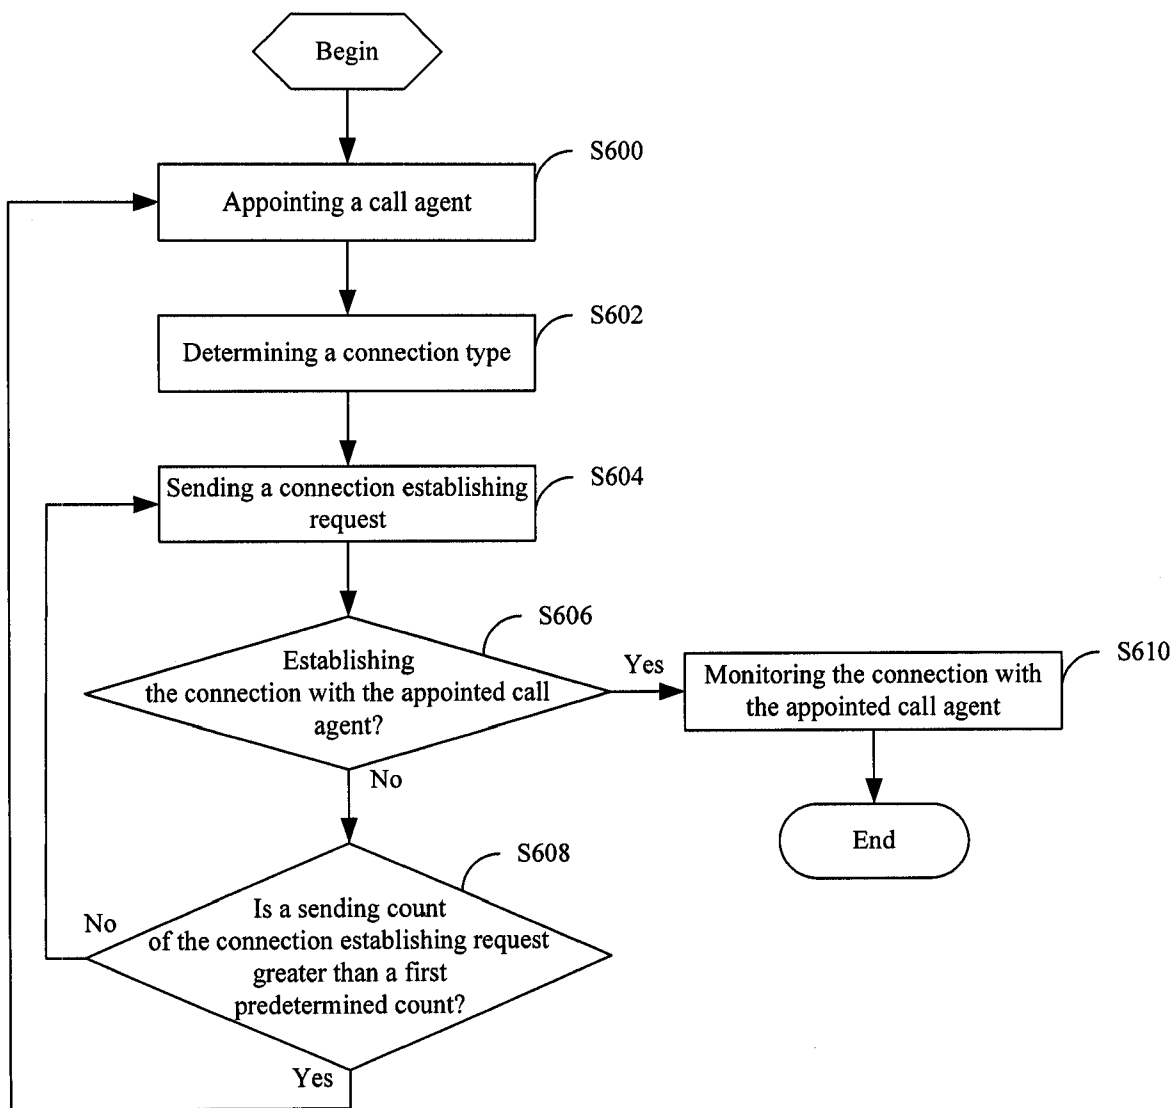 Begin
S600
Appointing a call agent
S602
Determining a connection type
S604
Sending a connection establishing
request
S606
Establishing
the connection with the appointed call
agent?
Yes
S610
Monitoring the connection with
the appointed call agent
No
End
S608
No
Is a sending count
of the connection establishing request
greater than a first
predetermined count?
Yes